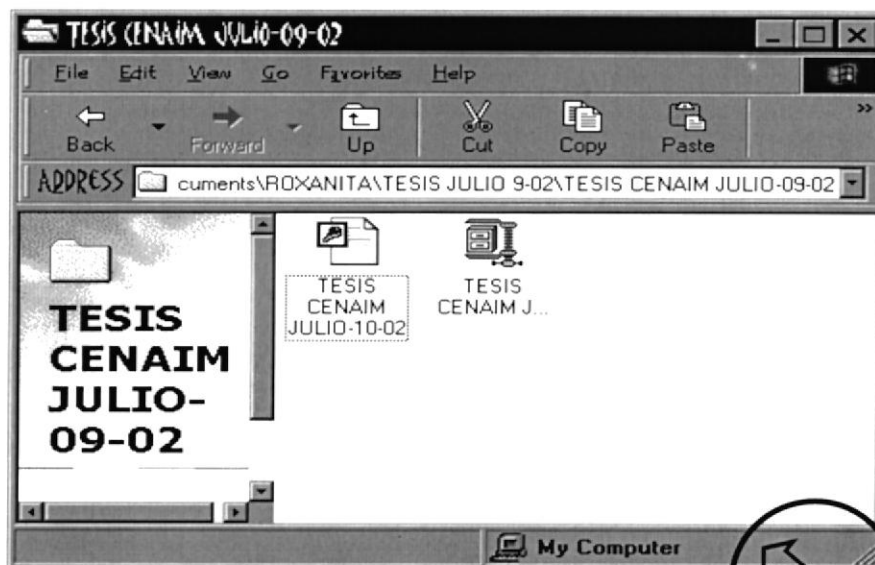 TESIS CENAIM JULIO-09-02
File Edit View Go Favorites Help
Back Forward Up Cut Copy Paste »
ADDRESS cuments\ROXANITA\TESIS JULIO 9-02\TESIS CENAIM JULIO-09-02
TESIS
CENAIM
JULIO-10-02
TESIS
CENAIM J...
TESIS
CENAIM
JULIO-
09-02
My Computer